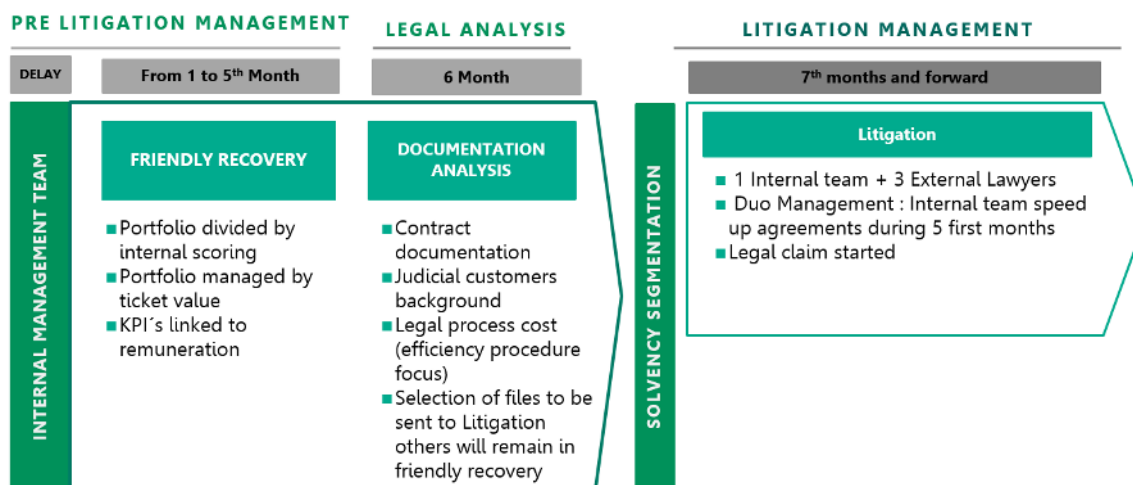 PRE LITIGATION MANAGEMENT
LEGAL ANALYSIS
LITIGATION MANAGEMENT
DELAY
From 1 to 5th Month
6 Month
7th months and forward
INTERNAL MANAGEMENT TEAM
FRIENDLY RECOVERY
■ Portfolio divided by
internal scoring
■ Portfolio managed by
ticket value
■ KPI´s linked to
remuneration
DOCUMENTATION
ANALYSIS
■ Contract
documentation
■ Judicial customers
background
■ Legal process cost
(efficiency procedure
focus)
■ Selection of files to be
sent to Litigation
others will remain in
friendly recovery
SOLVENCY SEGMENTATION
Litigation
■ 1 Internal team + 3 External Lawyers
■ Duo Management : Internal team speed
up agreements during 5 first months
■ Legal claim started